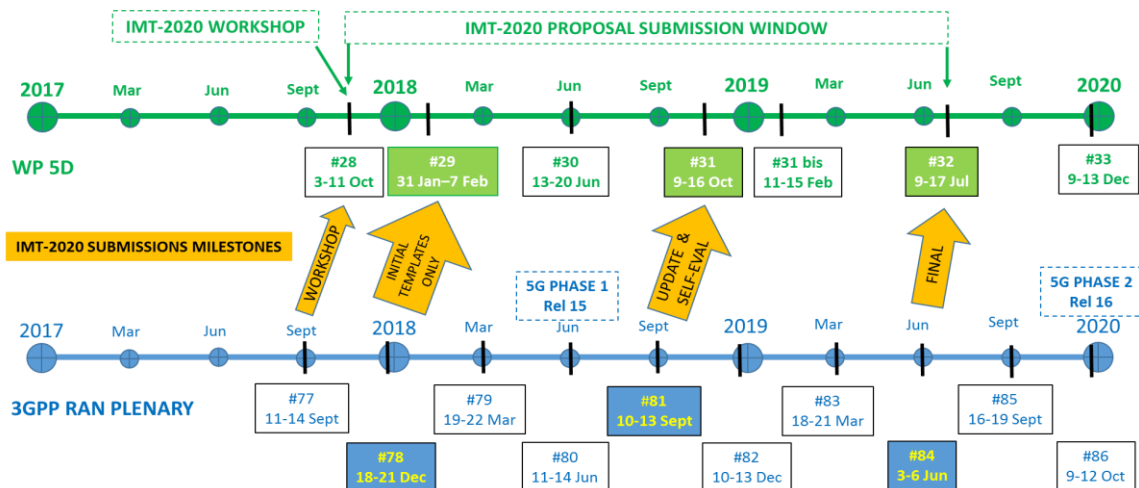 IMT-2020 WORKSHOP
IMT-2020 PROPOSAL SUBMISSION WINDOW
2017
Mar
Jun
Sept
2018
Mar
Jun
Sept
2019
Mar
Jun
Sept
2020
WP 5D
#28
3-11 Oct
#29
31 Jan–7 Feb
#30
13-20 Jun
#31
9-16 Oct
#31 bis
11-15 Feb
#32
9-17 Jul
#33
9-13 Dec
IMT-2020 SUBMISSIONS MILESTONES
WORKSHOP
INITIAL
TEMPLATES
ONLY
UPDATE &
SELF-EVAL
FINAL
5G PHASE 1
Rel 15
5G PHASE 2
Rel 16
2017
Mar
Jun
Sept
2018
Mar
Jun
Sept
2019
Mar
Jun
Sept
2020
3GPP RAN PLENARY
#77
11-14 Sept
#78
18-21 Dec
#79
19-22 Mar
#80
11-14 Jun
#81
10-13 Sept
#82
10-13 Dec
#83
18-21 Mar
#84
3-6 Jun
#85
16-19 Sept
#86
9-12 Oct